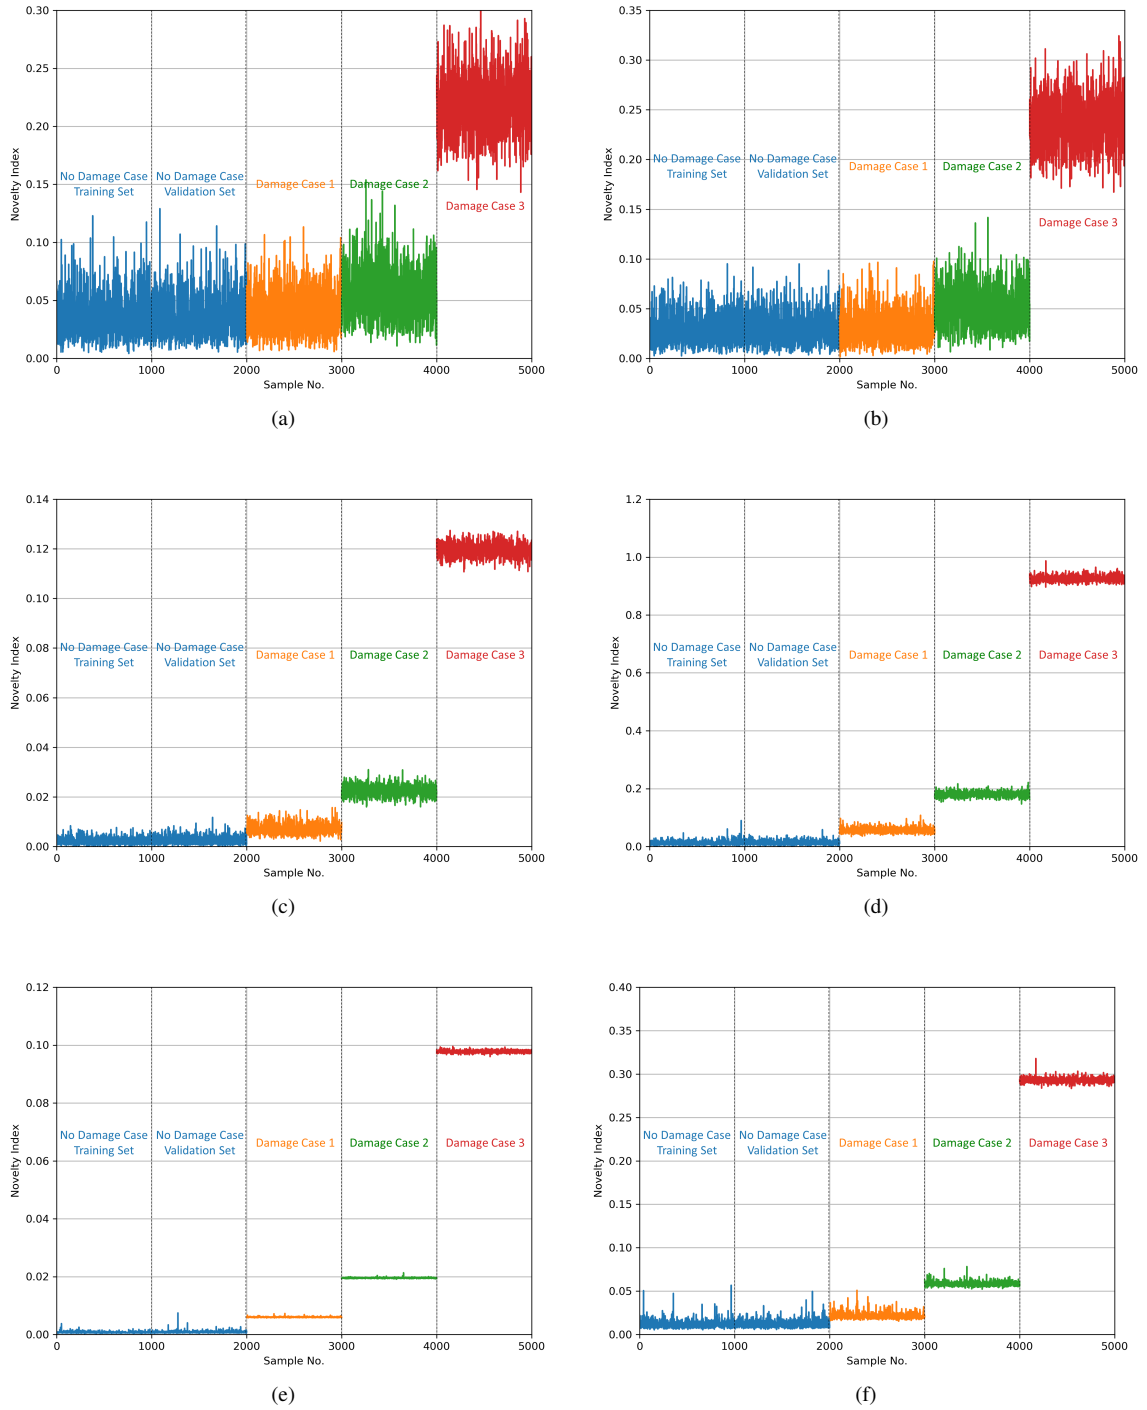 0.30
0.25
0.20
0.15
0.10
0.05
0.00
Novelty Index
No Damage Case
Training Set
No Damage Case
Validation Set
Damage Case 1
Damage Case 2
Damage Case 3
0 1000 2000 3000 4000 5000
Sample No.
(a)
0.35
0.30
0.25
0.20
0.15
0.10
0.05
0.00
Novelty Index
No Damage Case
Training Set
No Damage Case
Validation Set
Damage Case 1
Damage Case 2
Damage Case 3
0 1000 2000 3000 4000 5000
Sample No.
(b)
0.14
0.12
0.10
0.08
0.06
0.04
0.02
0.00
Novelty Index
No Damage Case
Training Set
No Damage Case
Validation Set
Damage Case 1
Damage Case 2
Damage Case 3
0 1000 2000 3000 4000 5000
Sample No.
(c)
1.2
1.0
0.8
0.6
0.4
0.2
0.0
Novelty Index
No Damage Case
Training Set
No Damage Case
Validation Set
Damage Case 1
Damage Case 2
Damage Case 3
0 1000 2000 3000 4000 5000
Sample No.
(d)
0.12
0.10
0.08
0.06
0.04
0.02
0.00
Novelty Index
No Damage Case
Training Set
No Damage Case
Validation Set
Damage Case 1
Damage Case 2
Damage Case 3
0 1000 2000 3000 4000 5000
Sample No.
(e)
0.40
0.35
0.30
0.25
0.20
0.15
0.10
0.05
0.00
Novelty Index
No Damage Case
Training Set
No Damage Case
Validation Set
Damage Case 1
Damage Case 2
Damage Case 3
0 1000 2000 3000 4000 5000
Sample No.
(f)